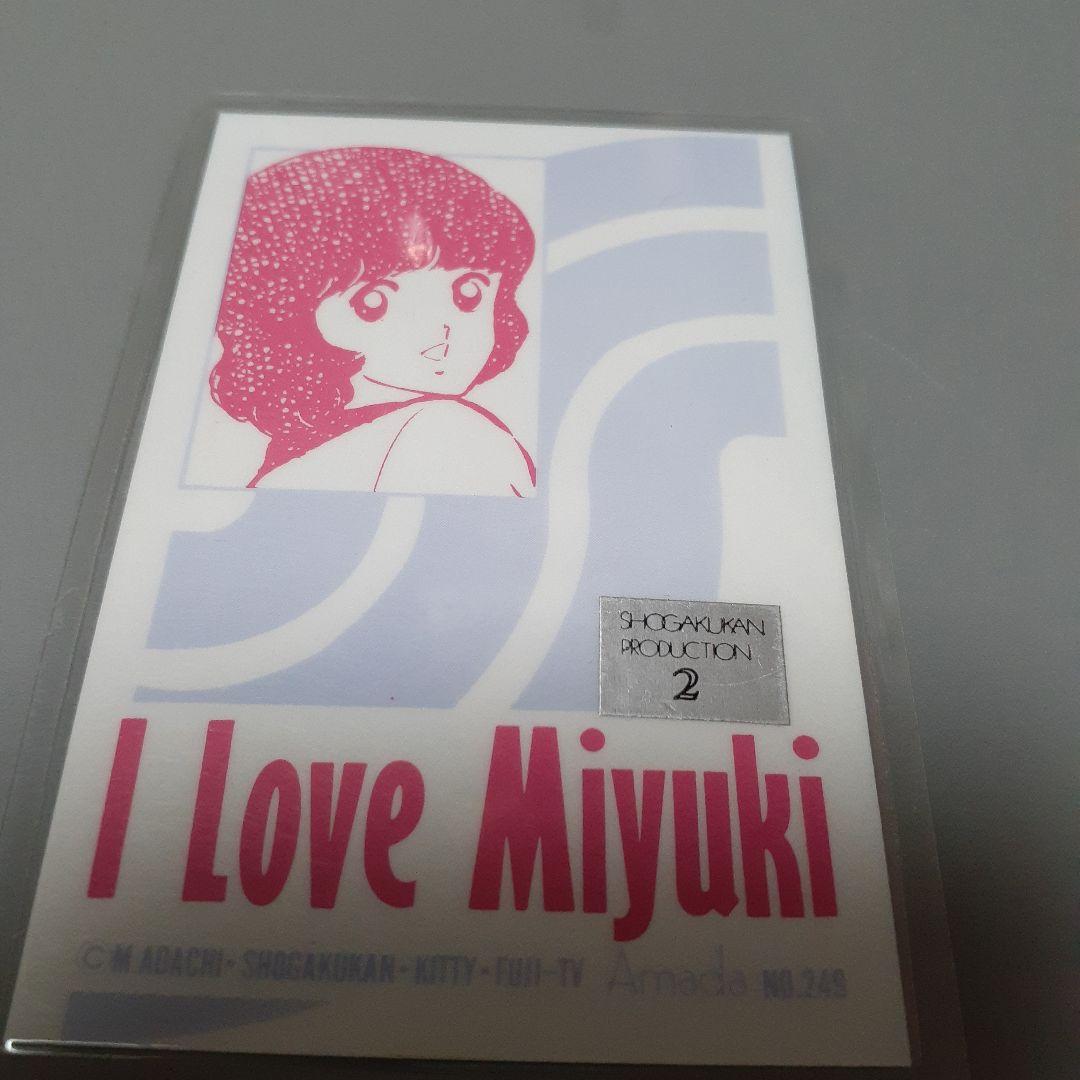 SHOGAKUKAN
PRODUCTION
2
I Love Miyuki
©M ADACHI・SHOGAKUKAN・KITTY・FUJI-TV Amada NO.249